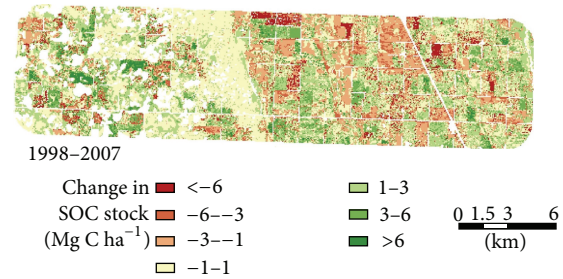 1998–2007
Change in
SOC stock
(Mg C ha−1)
<−6
−6–−3
−3–−1
−1–1
1–3
3–6
>6
0 1.5 3 6
(km)